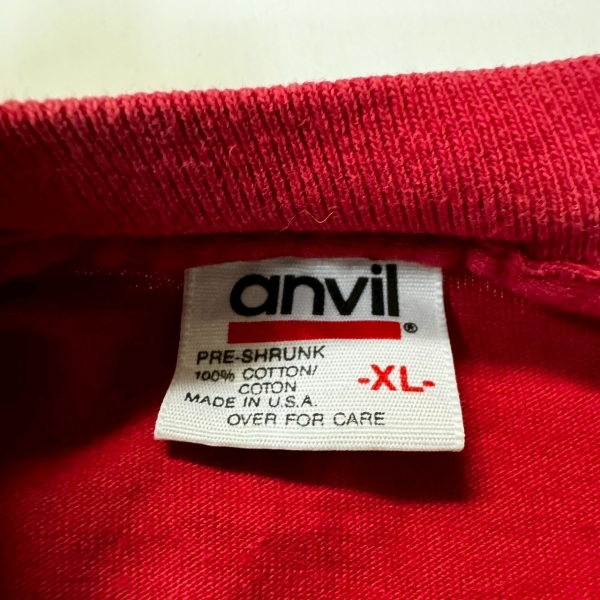 anvil®
PRE-SHRUNK
100% COTTON/
COTON
-XL-
MADE IN U.S.A.
OVER FOR CARE